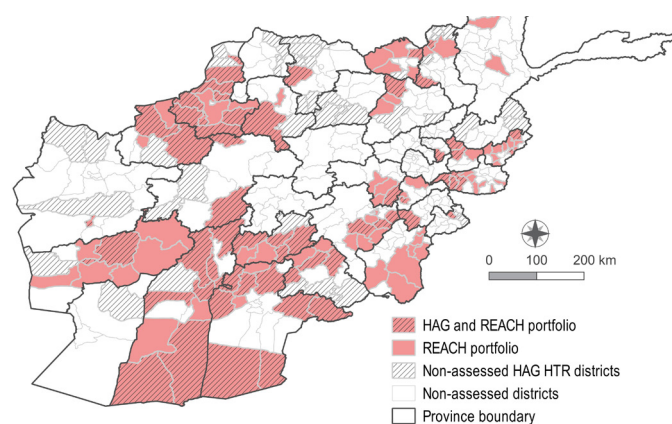 0 100 200 km
HAG and REACH portfolio
REACH portfolio
Non-assessed HAG HTR districts
Non-assessed districts
Province boundary